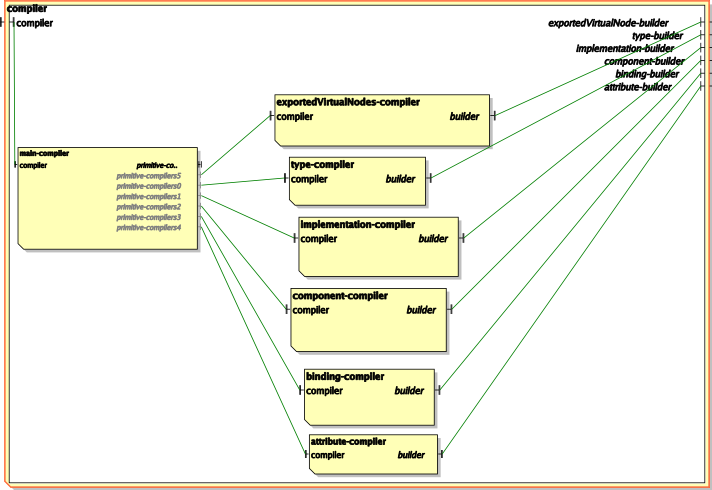 compiler
compiler
exportedVirtualNode-builder
type-builder
implementation-builder
component-builder
binding-builder
attribute-builder
exportedVirtualNodes-compiler
compiler builder
main-compiler
compiler primitive-co..
primitive-compilers5
primitive-compilers0
primitive-compilers1
primitive-compilers2
primitive-compilers3
primitive-compilers4
type-compiler
compiler builder
implementation-compiler
compiler builder
component-compiler
compiler builder
binding-compiler
compiler builder
attribute-compiler
compiler builder